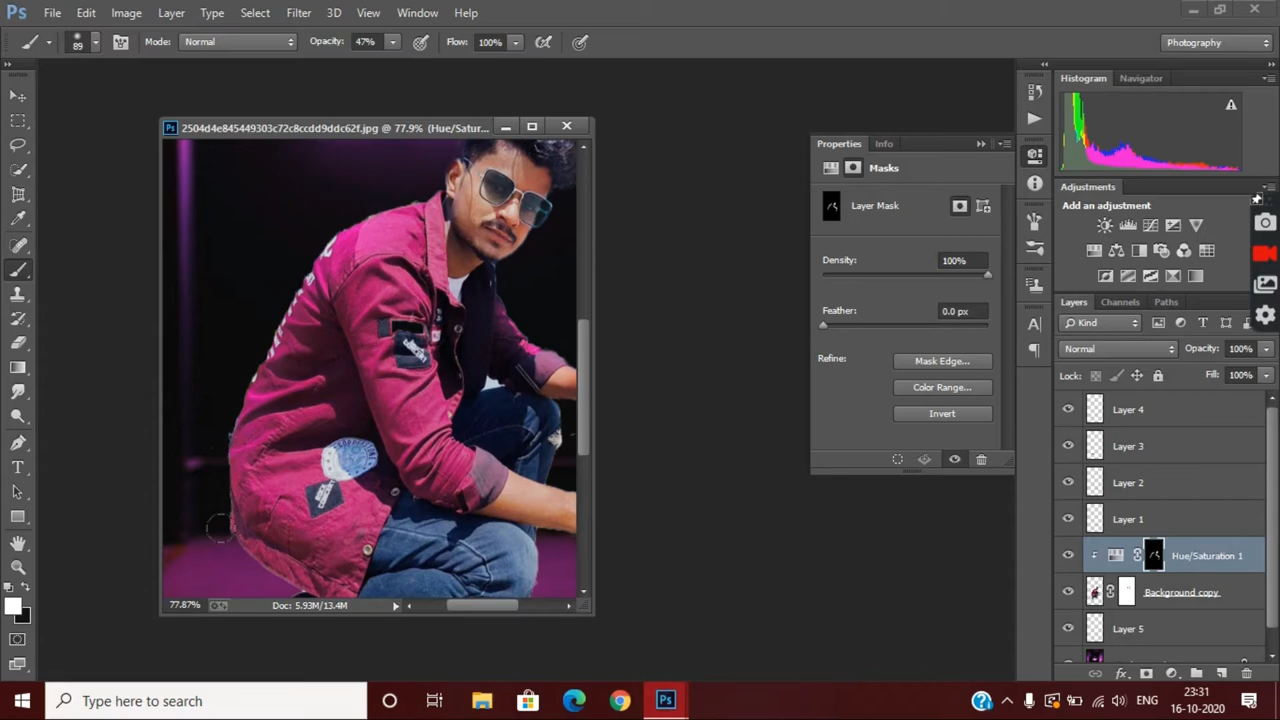 Ps File Edit Image Layer Type Select Filter 3D View Window Help
89 Mode: Normal Opacity: 47% Flow: 100% Photography
Histogram Navigator
2504d4e845449303c72c8ccdd9ddc62f.jpg @ 77.9% (Hue/Satur...
Properties Info
Masks
Layer Mask
Density: 100%
Feather: 0.0 px
Refine: Mask Edge...
Color Range...
Invert
Adjustments
Add an adjustment
Layers Channels Paths
Kind
Normal Opacity: 100%
Lock: Fill: 100%
Layer 4
Layer 3
Layer 2
Layer 1
Hue/Saturation 1
Background copy
Layer 5
77.87% Doc: 5.93M/13.4M
Type here to search
Ps
ENG
23:31
16-10-2020